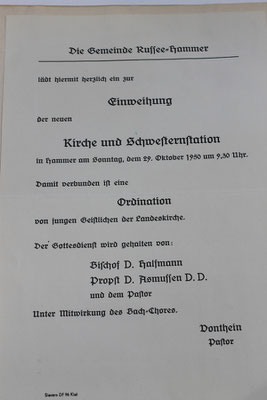 Die Gemeinde Russee-Hammer
lädt hiermit herzlich ein zur
Einweihung
der neuen
Kirche und Schwesternstation
in Hammer am Sonntag, dem 29. Oktober 1950 um 9,30 Uhr.
Damit verbunden ist eine
Ordination
von jungen Geistlichen der Landeskirche.
Der Gottesdienst wird gehalten von:
Bischof D. Halfmann
Propst D. Asmussen D. D.
und dem Pastor
Unter Mitwirkung des Bach-Chores.
Vonthein
Pastor
Kiel